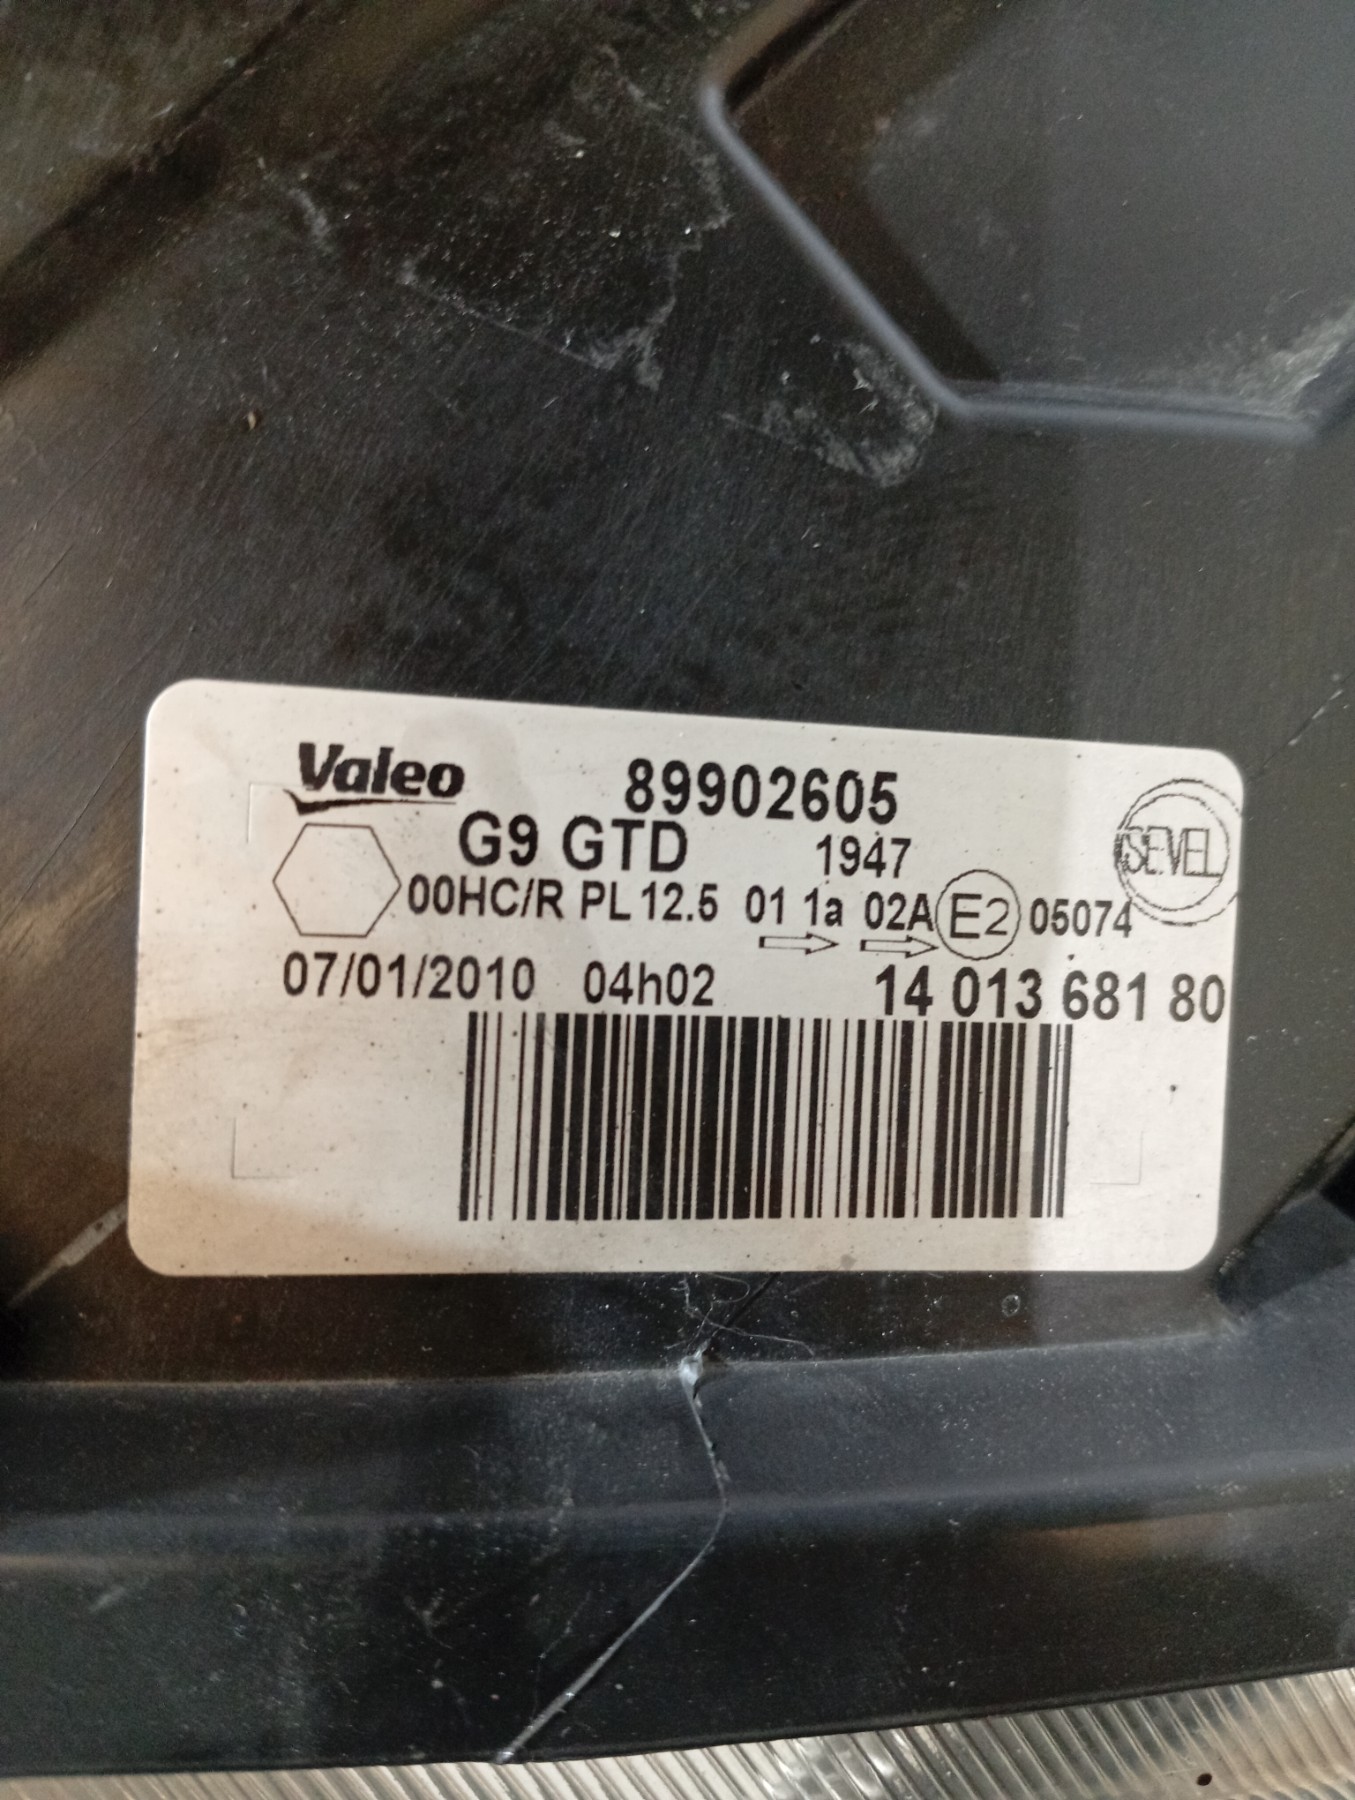 Valeo 89902605
G9 GTD 1947 SEVEL
00HC/R PL 12.5 01 1a 02A E2 05074
07/01/2010 04h02 14 013 681 80